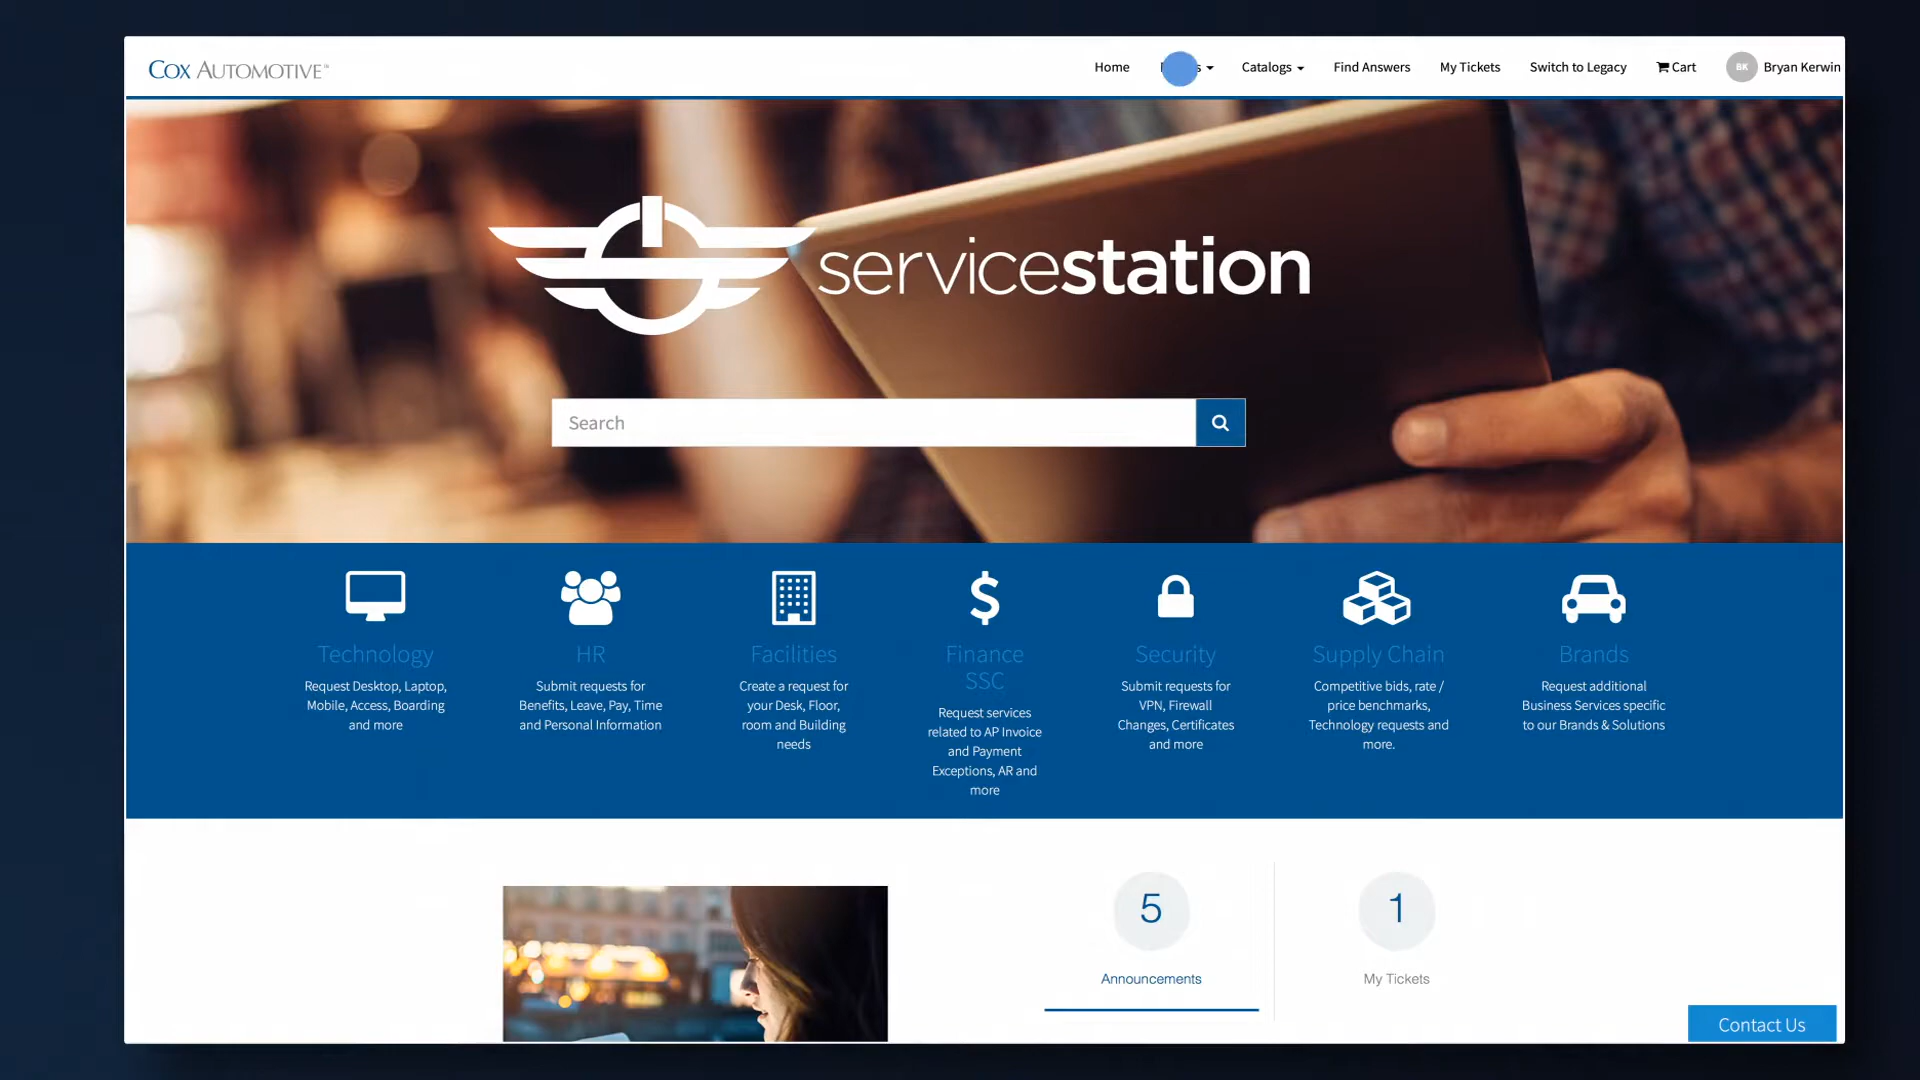 COX AUTOMOTIVE™
Home
Catalogs
Find Answers
My Tickets
Switch to Legacy
Cart
BK
Bryan Kerwin
servicestation
Search
Technology
Request Desktop, Laptop,
Mobile, Access, Boarding
and more
HR
Submit requests for
Benefits, Leave, Pay, Time
and Personal Information
Facilities
Create a request for
your Desk, Floor,
room and Building
needs
Finance
SSC
Request services
related to AP Invoice
and Payment
Exceptions, AR and
more
Security
Submit requests for
VPN, Firewall
Changes, Certificates
and more
Supply Chain
Competitive bids, rate /
price benchmarks,
Technology requests and
more.
Brands
Request additional
Business Services specific
to our Brands & Solutions
5
Announcements
1
My Tickets
Contact Us